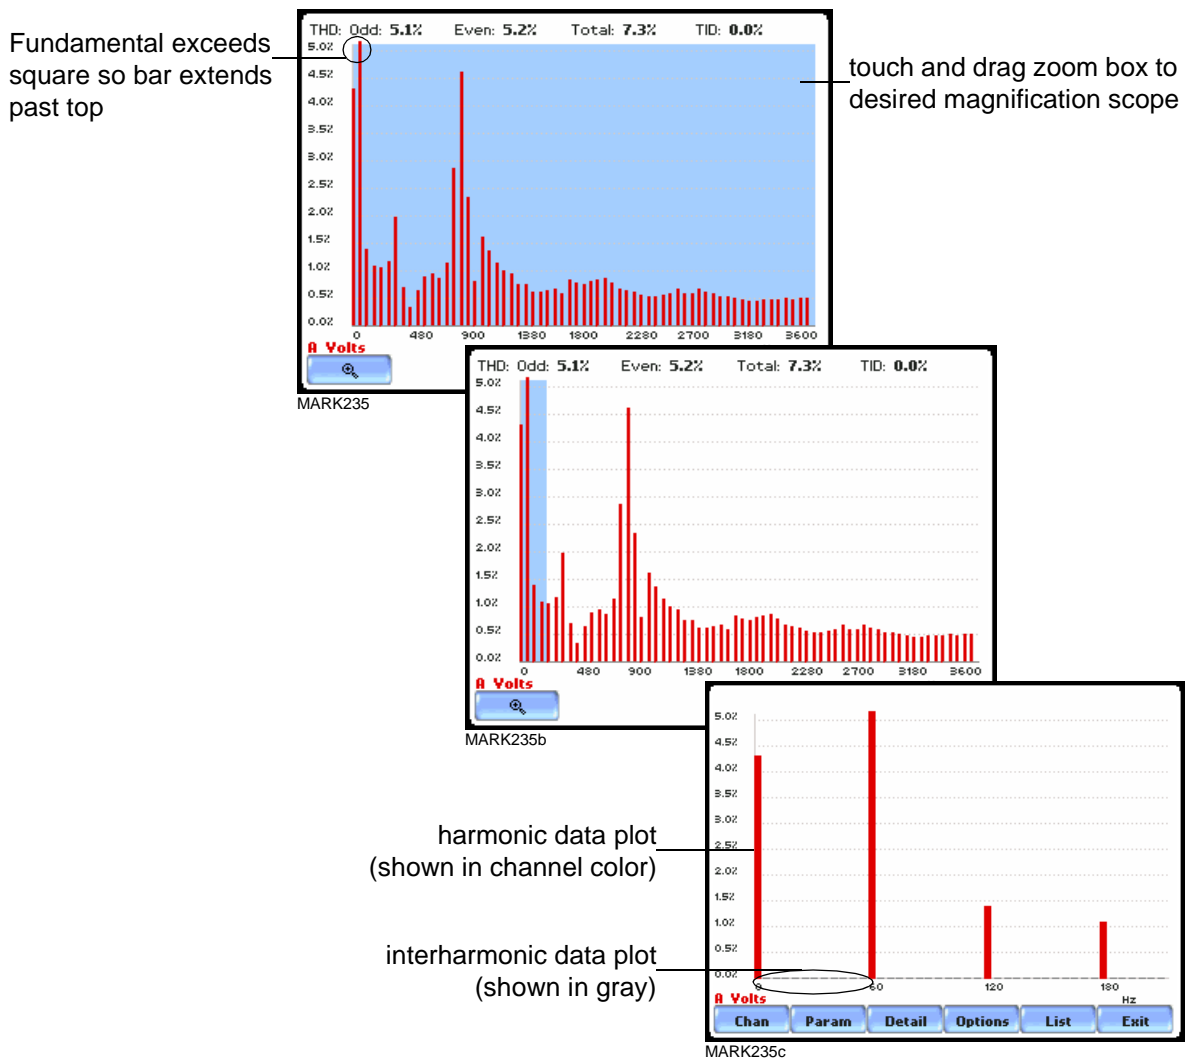 Fundamental exceeds
square so bar extends
past top
THD: Odd: 5.1% Even: 5.2% Total: 7.3% TID: 0.0%
5.0%
4.5%
4.0%
3.5%
3.0%
2.5%
2.0%
1.5%
1.0%
0.5%
0.0%
0 480 900 1380 1800 2280 2700 3180 3600
A Volts
MARK235
touch and drag zoom box to
desired magnification scope
THD: Odd: 5.1% Even: 5.2% Total: 7.3% TID: 0.0%
5.0%
4.5%
4.0%
3.5%
3.0%
2.5%
2.0%
1.5%
1.0%
0.5%
0.0%
0 480 900 1380 1800 2280 2700 3180 3600
A Volts
MARK235b
harmonic data plot
(shown in channel color)
interharmonic data plot
(shown in gray)
5.0%
4.5%
4.0%
3.5%
3.0%
2.5%
2.0%
1.5%
1.0%
0.5%
0.0%
0 60 120 180
A Volts Hz
Chan Param Detail Options List Exit
MARK235c